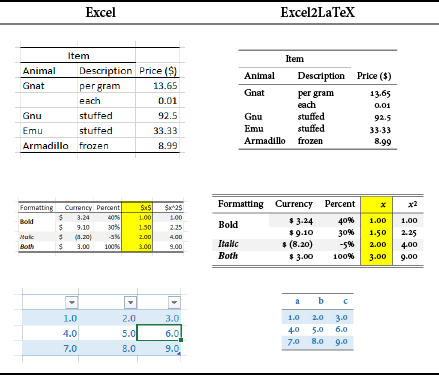 Excel Excel2LaTeX
Item
Animal Description Price ($)
Gnat per gram 13.65
each 0.01
Gnu stuffed 92.5
Emu stuffed 33.33
Armadillo frozen 8.99
Item
Animal Description Price ($)
Gnat per gram 13.65
each 0.01
Gnu stuffed 92.5
Emu stuffed 33.33
Armadillo frozen 8.99
Formatting Currency Percent $x$ $x^2$
Bold $ 3.24 40% 1.00 1.00
$ 9.10 30% 1.50 2.25
Italic $ (8.20) -5% 2.00 4.00
Both $ 3.00 100% 3.00 9.00
Formatting Currency Percent x x²
Bold $ 3.24 40% 1.00 1.00
$ 9.10 30% 1.50 2.25
Italic $ (8.20) -5% 2.00 4.00
Both $ 3.00 100% 3.00 9.00
1.0 2.0 3.0
4.0 5.0 6.0
7.0 8.0 9.0
a b c
1.0 2.0 3.0
4.0 5.0 6.0
7.0 8.0 9.0